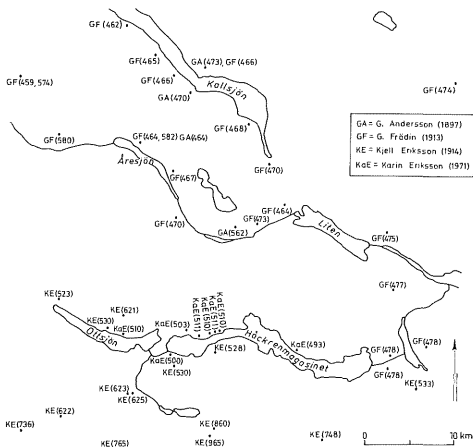 GF (462)
GF(465)
GA(473), GF(466)
GF(459, 574)
GF(466)
GF(474)
GA(470)
Kallsjön
GF(468)
GA = G. Andersson (1897)
GF = G. Frödin (1913)
KE = Kjell Eriksson (1914)
KaE = Karin Eriksson (1971)
GF(580)
GF(464, 582) GA(464)
Åresjön
GF(470)
GF(467)
GF(464)
GF(470)
GF(473)
GA(562)
Liten
GF(475)
GF(477)
KE(523)
KE(621)
KE(530)
KaE(510)
KaE(503)
KaE(511)
KaE(510)
KaE(511)
KaE(510)
Ottsjön
Häckrenmagasinet
KaE(493)
KE(528)
KaE(500)
KE(530)
GF(478)
GF(478)
GF(478)
KE(533)
KE(623)
KE(625)
KE(622)
KE(736)
KE(860)
KE(748)
KE(765)
KE(965)
0 10 km